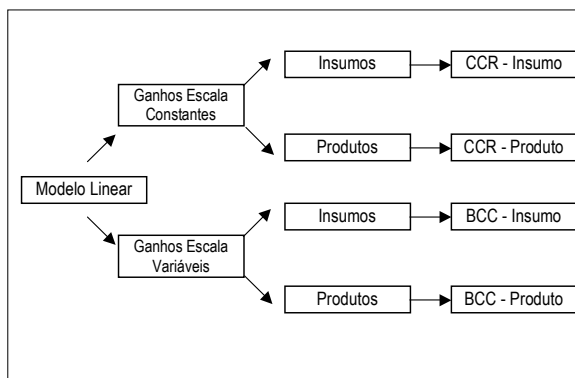 Insumos
CCR - Insumo
Ganhos Escala
Constantes
Produtos
CCR - Produto
Modelo Linear
Insumos
BCC - Insumo
Ganhos Escala
Variáveis
Produtos
BCC - Produto